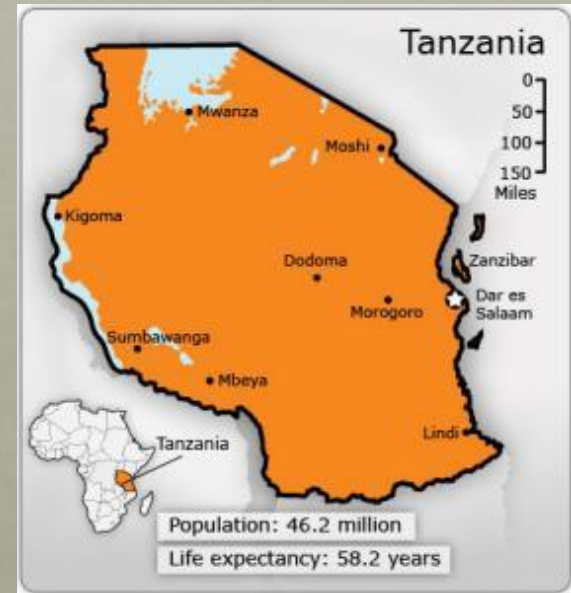 Tanzania
0
50
100
150
Miles
Mwanza
Moshi
Kigoma
Zanzibar
Dodoma
Dar es
Salaam
Morogoro
Sumbawanga
Mbeya
Lindi
Tanzania
Population: 46.2 million
Life expectancy: 58.2 years